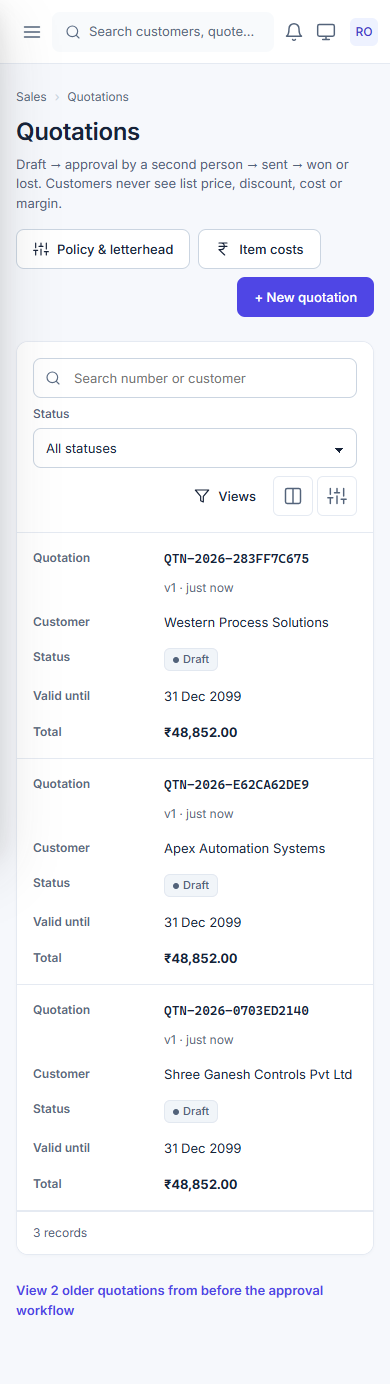 Search customers, quote...
RO
Sales › Quotations
Quotations
Draft → approval by a second person → sent → won or
lost. Customers never see list price, discount, cost or
margin.
Policy & letterhead
₹ Item costs
+ New quotation
Search number or customer
Status
All statuses
Views
Quotation QTN-2026-283FF7C675
v1 · just now
Customer Western Process Solutions
Status Draft
Valid until 31 Dec 2099
Total ₹48,852.00
Quotation QTN-2026-E62CA62DE9
v1 · just now
Customer Apex Automation Systems
Status Draft
Valid until 31 Dec 2099
Total ₹48,852.00
Quotation QTN-2026-0703ED2140
v1 · just now
Customer Shree Ganesh Controls Pvt Ltd
Status Draft
Valid until 31 Dec 2099
Total ₹48,852.00
3 records
View 2 older quotations from before the approval
workflow